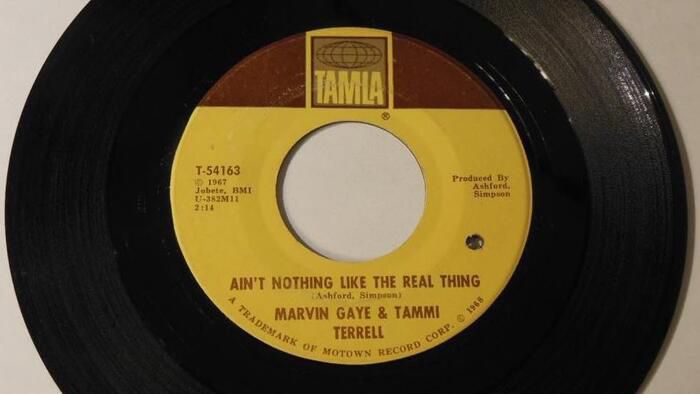 TAMLA
®
T-54163
© 1967
Jobete, BMI
U-382M11
2:14
Produced By
Ashford,
Simpson
AIN'T NOTHING LIKE THE REAL THING
(Ashford, Simpson)
MARVIN GAYE & TAMMI
TERRELL
A TRADEMARK OF MOTOWN RECORD CORP. © 1968